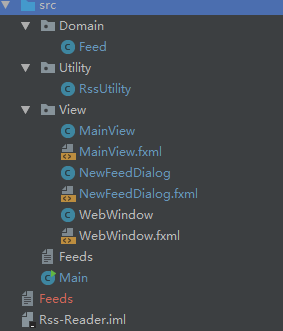 src
Domain
Feed
Utility
RssUtility
View
MainView
MainView.fxml
NewFeedDialog
NewFeedDialog.fxml
WebWindow
WebWindow.fxml
Feeds
Main
Feeds
Rss-Reader.iml